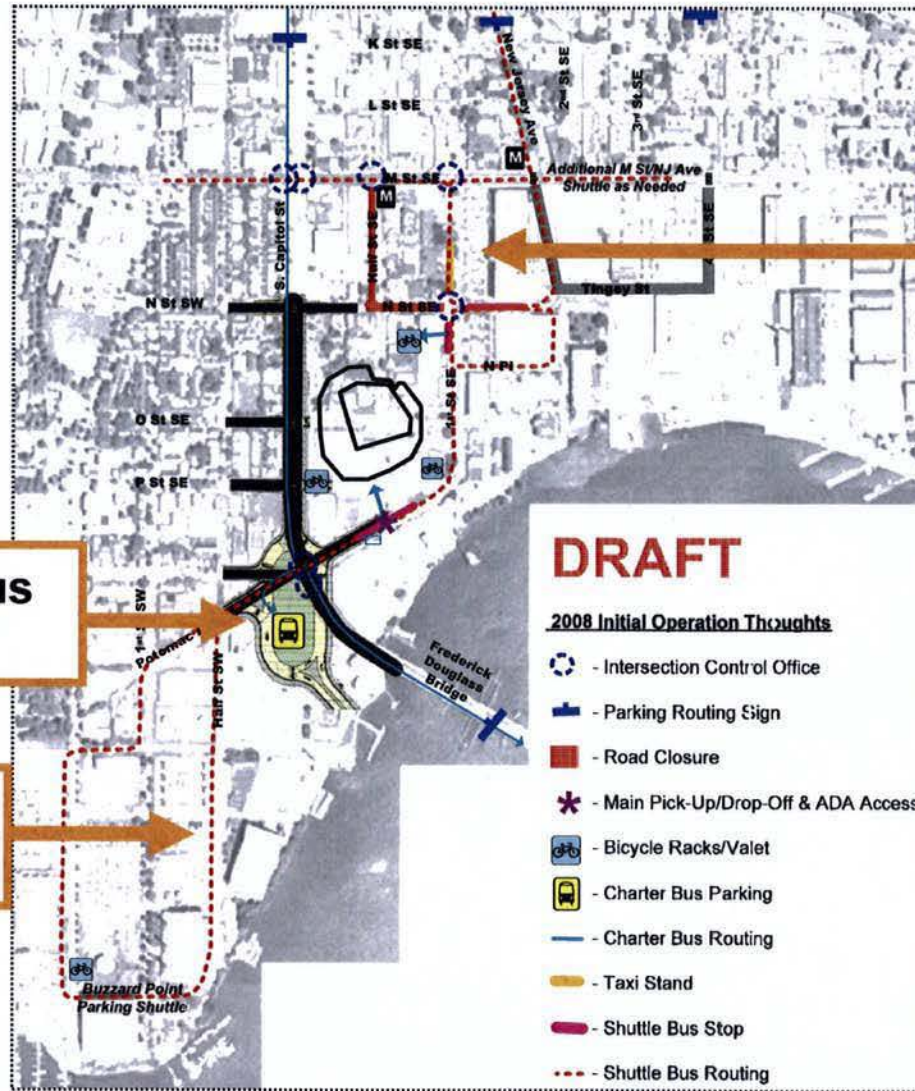 K St SE
L St SE
New Jersey Ave
2nd St SE
3rd St SE
M
M St SE
Additional M St/NJ Ave
Shuttle as Needed
M
S. Capitol St
Half St SE
4th St SE
N St SW
N St SE
Tingey St
N Pl
1st St SE
O St SE
P St SE
us
1st St SW
Potomac
Half St SW
Frederick
Douglass
Bridge
Buzzard Point
Parking Shuttle
DRAFT
2008 Initial Operation Thoughts
- Intersection Control Office
- Parking Routing Sign
- Road Closure
- Main Pick-Up/Drop-Off & ADA Access
- Bicycle Racks/Valet
- Charter Bus Parking
- Charter Bus Routing
- Taxi Stand
- Shuttle Bus Stop
- Shuttle Bus Routing